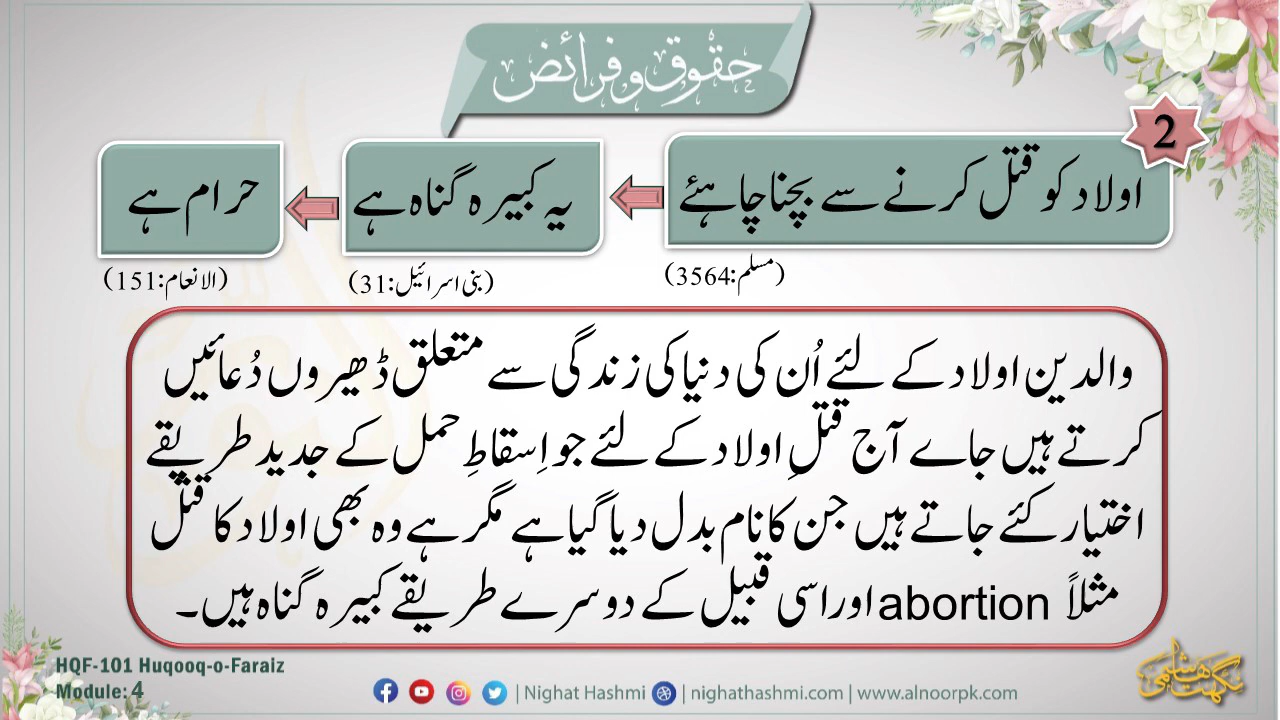 حقوق و فرائض
2
اولاد کو قتل کرنے سے بچنا چاہئے
یہ کبیرہ گناہ ہے
حرام ہے
(مسلم:3564)
(بنی اسرائیل:31)
(الانعام:151)
والدین اولاد کے لئے اُن کی دنیا کی زندگی سے متعلق ڈھیروں دُعائیں
کرتے ہیں جاے آج قتلِ اولاد کے لئے جو اِسقاطِ حمل کے جدید طریقے
اختیار کئے جاتے ہیں جن کا نام بدل دیا گیا ہے مگر ہے وہ بھی اولاد کا قتل
مثلاً abortion اور اسی قبیل کے دوسرے طریقے کبیرہ گناہ ہیں۔
HQF-101 Huqooq-o-Faraiz
Module: 4
| Nighat Hashmi | nighathashmi.com | www.alnoorpk.com
نگہت ہاشمی